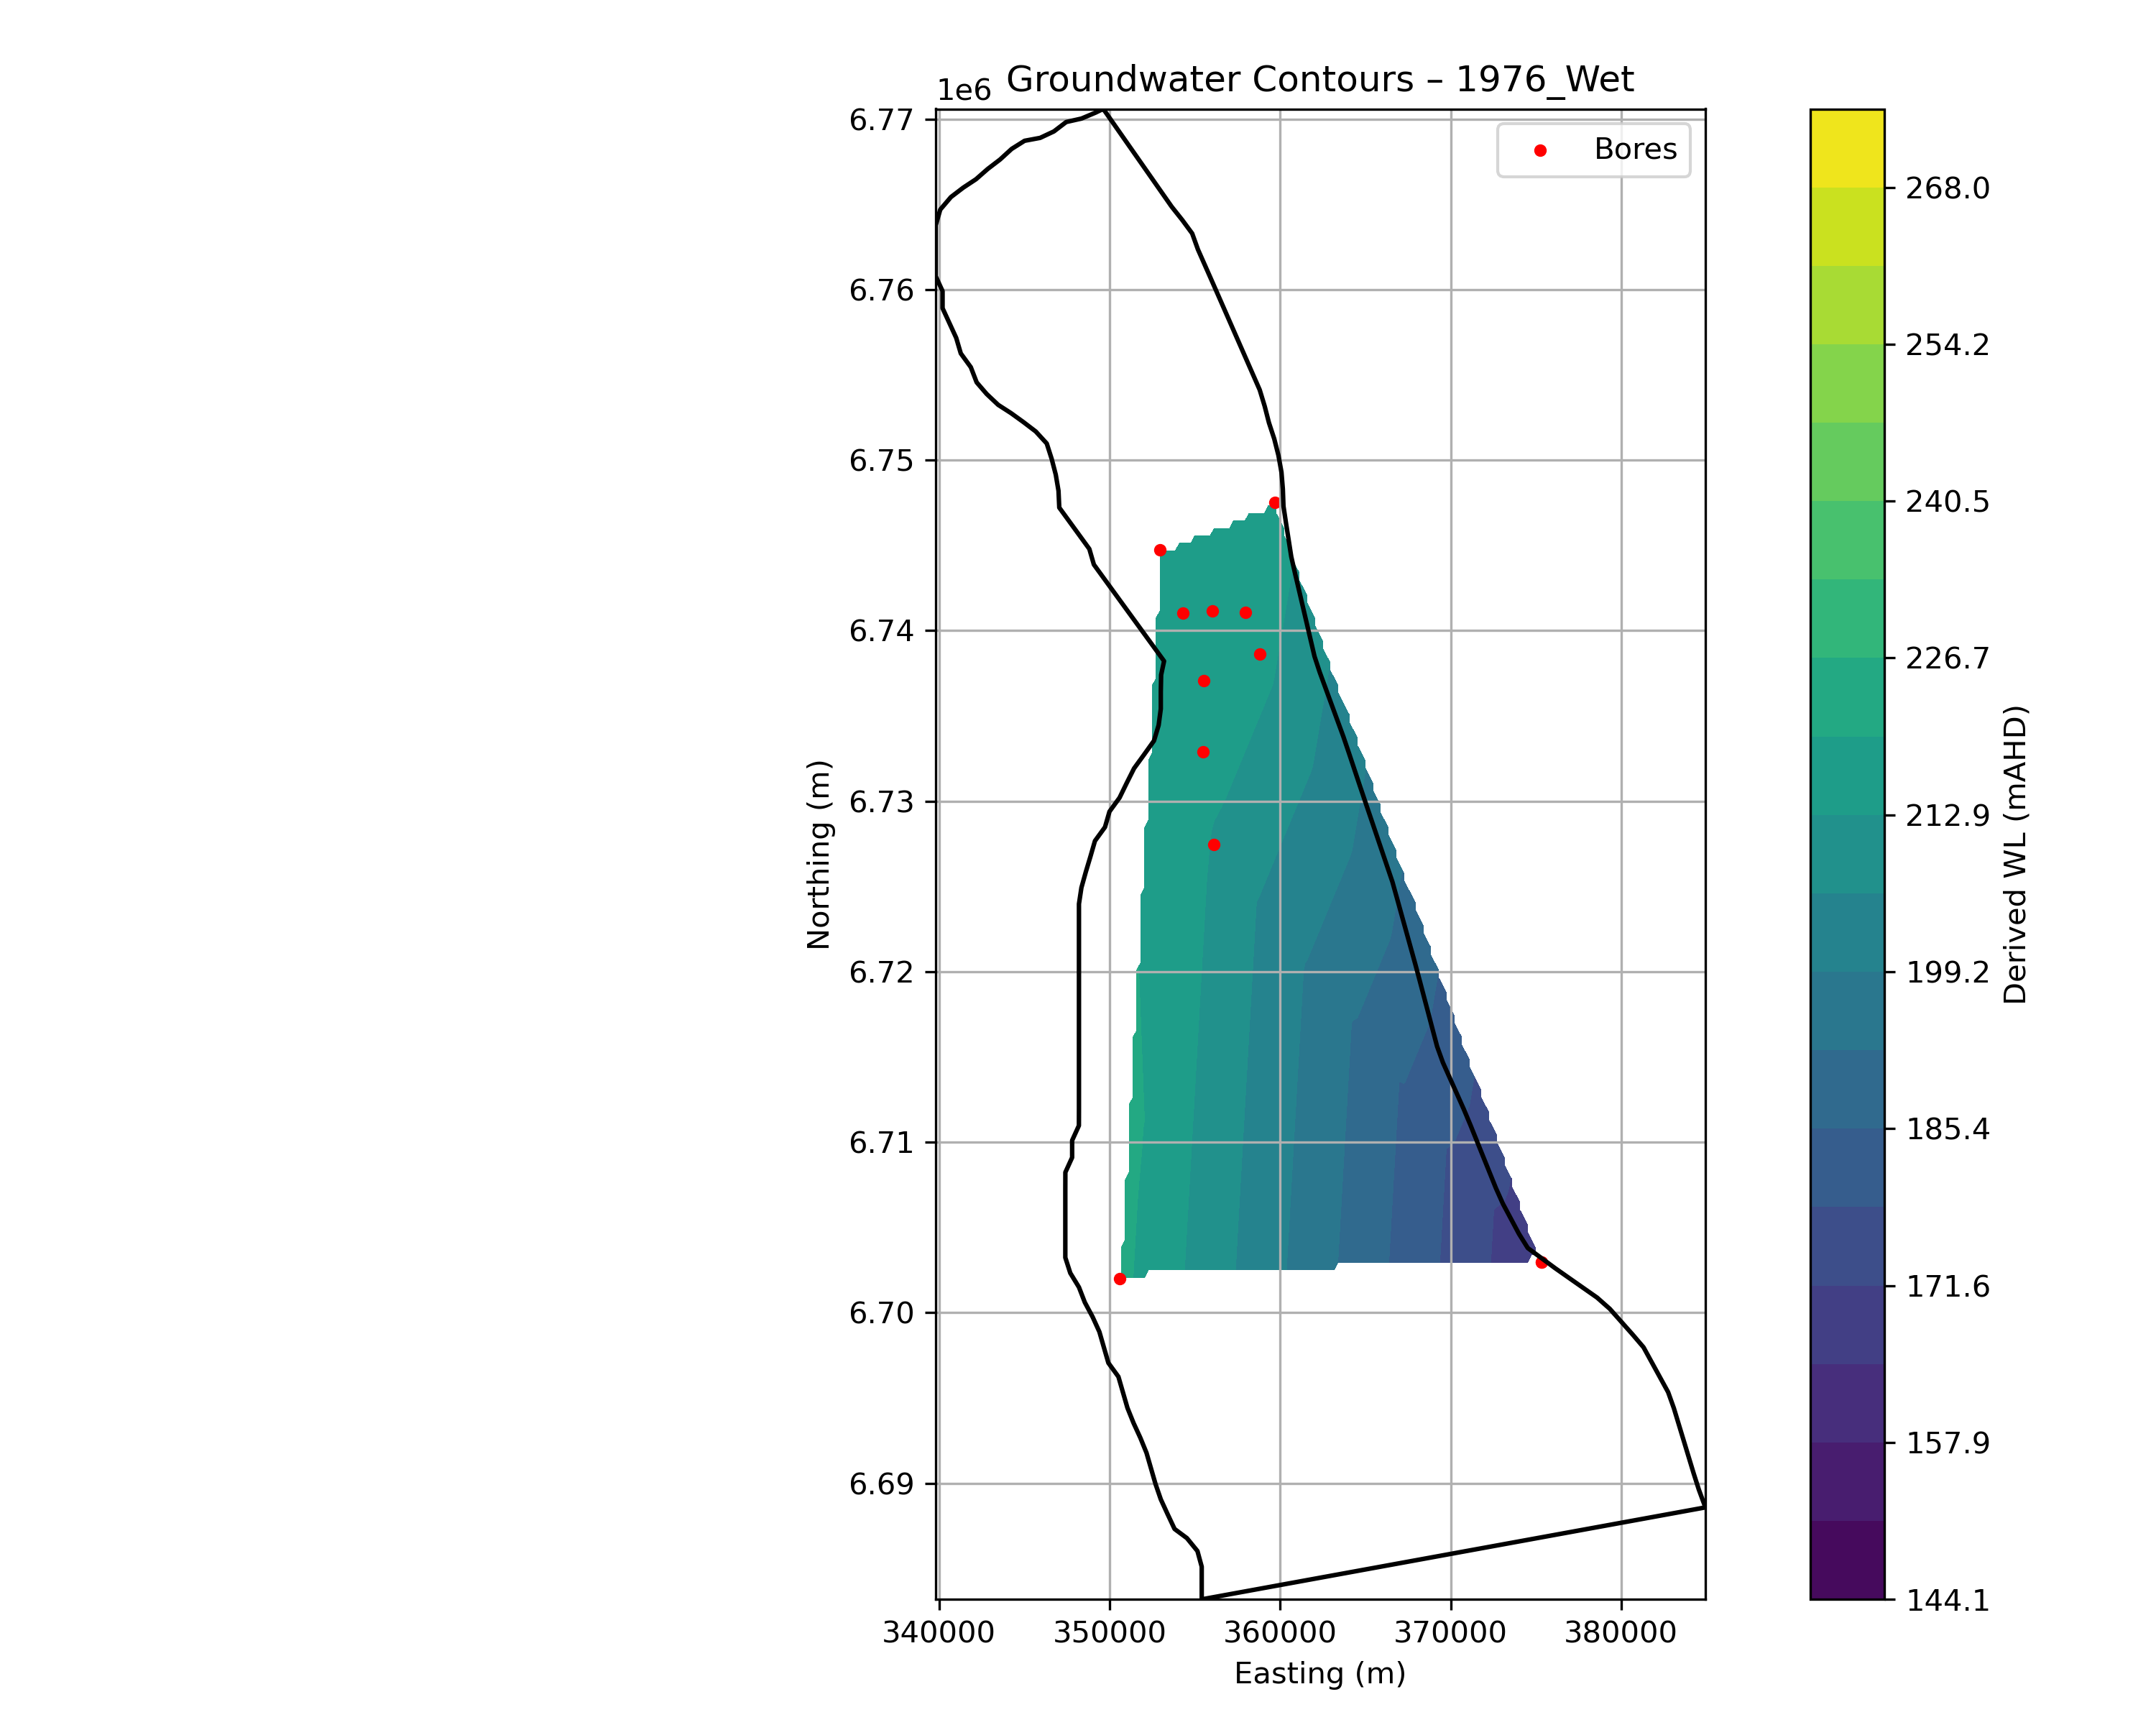 Groundwater Contours – 1976_Wet
1e6
Bores
6.77
6.76
6.75
6.74
6.73
6.72
6.71
6.70
6.69
Northing (m)
340000 350000 360000 370000 380000
Easting (m)
268.0
254.2
240.5
226.7
212.9
199.2
185.4
171.6
157.9
144.1
Derived WL (mAHD)